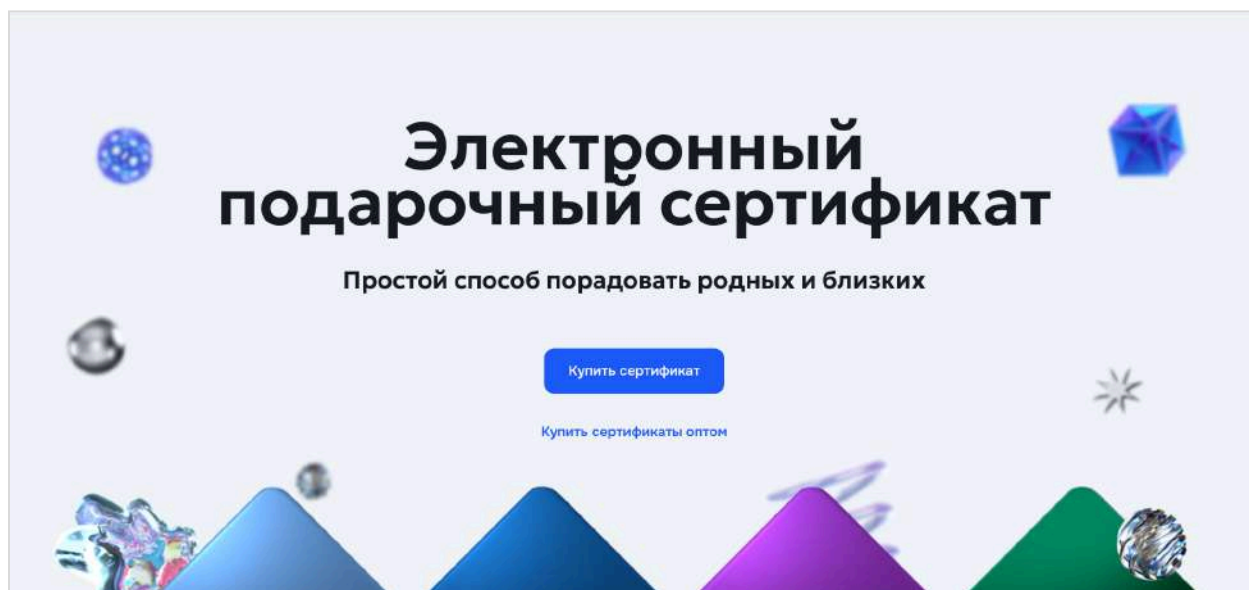 Электронный
подарочный сертификат
Простой способ порадовать родных и близких
Купить сертификат
Купить сертификаты оптом